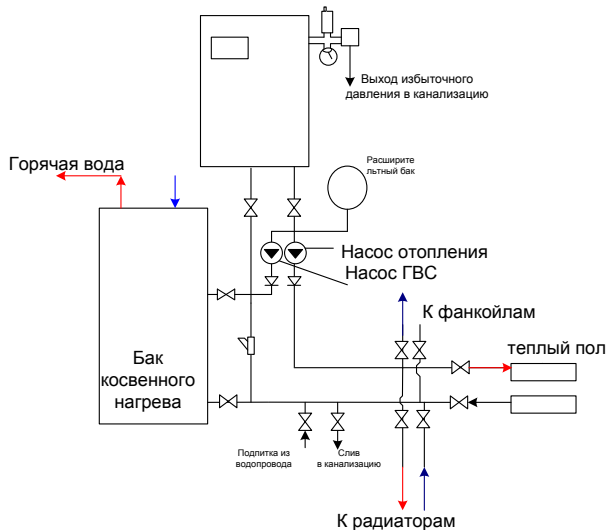 Выход избыточного
давления в канализацию
Горячая вода
Расширите
льтный бак
Насос отопления
Насос ГВС
К фанкойлам
теплый пол
Бак
косвенного
нагрева
Подпитка из
водопровода
Слив
в канализацию
К радиаторам